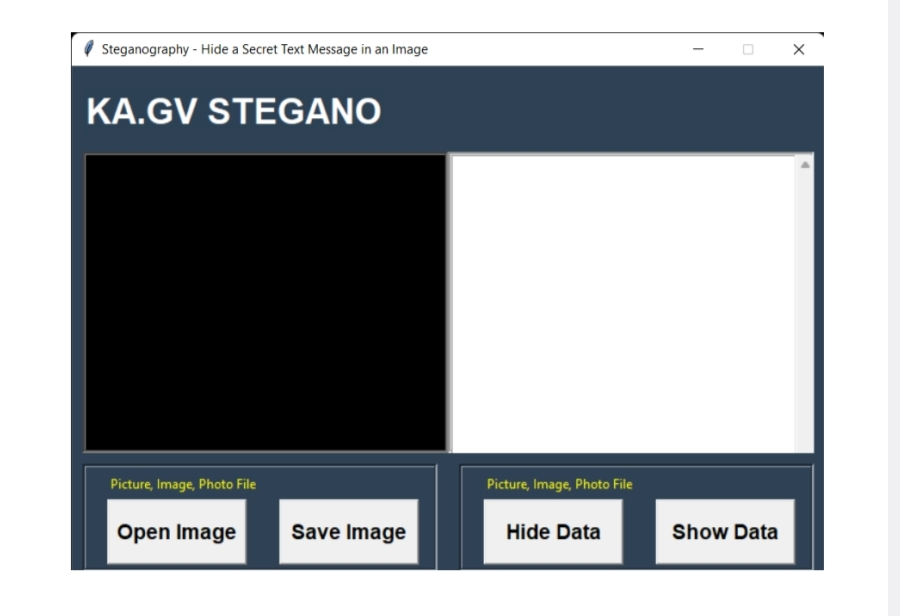 Steganography - Hide a Secret Text Message in an Image
KA.GV STEGANO
Picture, Image, Photo File
Open Image Save Image
Picture, Image, Photo File
Hide Data Show Data